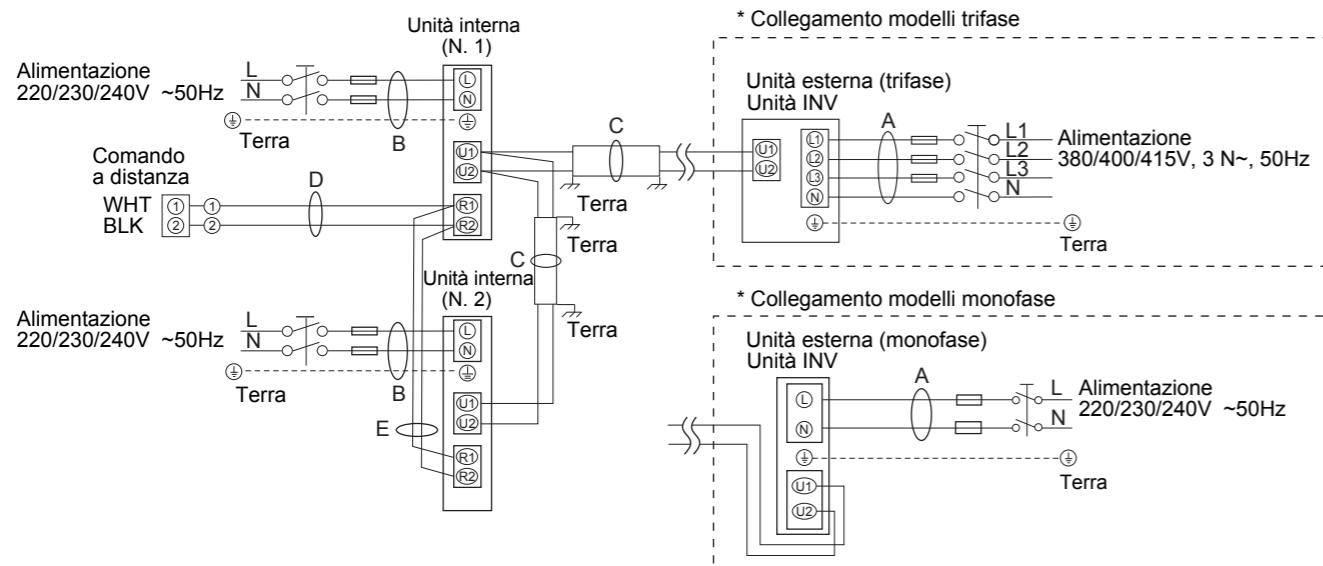 Unità interna
(N. 1)
Alimentazione
220/230/240V ~50Hz
L
N
Terra
B
L
N
U1
U2
R1
R2
Comando
a distanza
WHT
BLK
1
2
1
2
D
C
Terra
C
Terra
Terra
Unità interna
(N. 2)
Alimentazione
220/230/240V ~50Hz
L
N
Terra
B
E
L
N
U1
U2
R1
R2
* Collegamento modelli trifase
Unità esterna (trifase)
Unità INV
U1
U2
L1
L2
L3
N
A
L1
L2
L3
N
Alimentazione
380/400/415V, 3 N~, 50Hz
Terra
* Collegamento modelli monofase
Unità esterna (monofase)
Unità INV
L
N
U1
U2
A
L
N
Alimentazione
220/230/240V ~50Hz
Terra